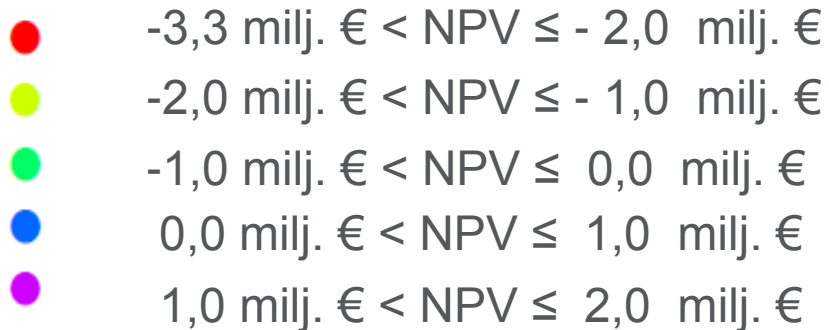 -3,3 milj. € < NPV ≤ - 2,0 milj. €
-2,0 milj. € < NPV ≤ - 1,0 milj. €
-1,0 milj. € < NPV ≤ 0,0 milj. €
0,0 milj. € < NPV ≤ 1,0 milj. €
1,0 milj. € < NPV ≤ 2,0 milj. €